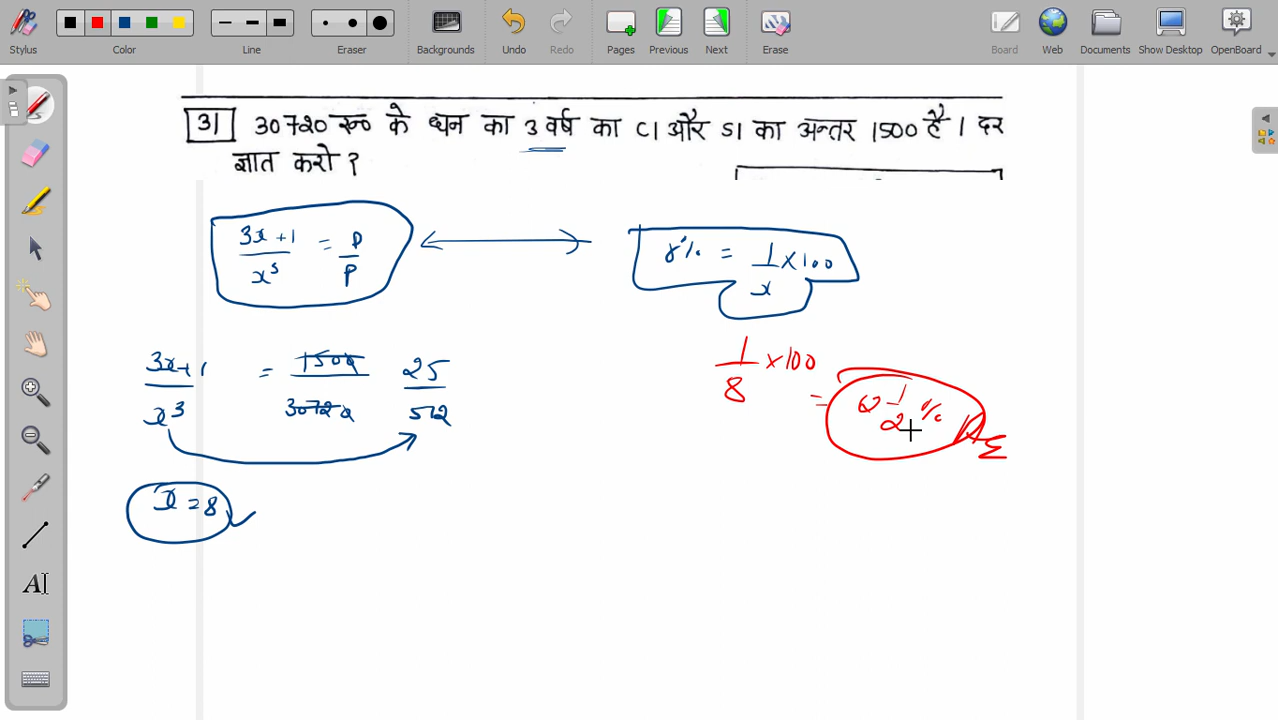 Stylus Color Line Eraser Backgrounds Undo Redo Pages Previous Next Erase Board Web Documents Show Desktop OpenBoard
31 30720 रू० के धन का 3 वर्ष का CI और SI का अन्तर 1500 है । दर
ज्ञात करो ?
3x+1 / x³ = D / P
r% = 1/x × 100
3x+1 / x³ = 1500 / 30720 25 / 512
1/8 × 100
= 12 1/2 %
x = 8